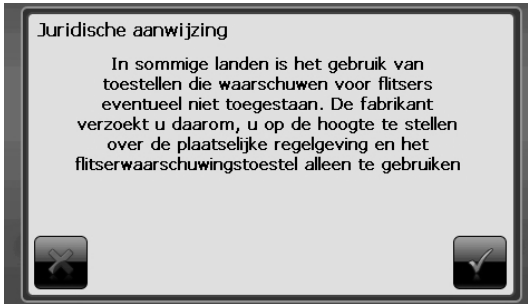 Juridische aanwijzing
In sommige landen is het gebruik van
toestellen die waarschuwen voor flitsers
eventueel niet toegestaan. De fabrikant
verzoekt u daarom, u op de hoogte te stellen
over de plaatselijke regelgeving en het
flitserwaarschuwingstoestel alleen te gebruiken